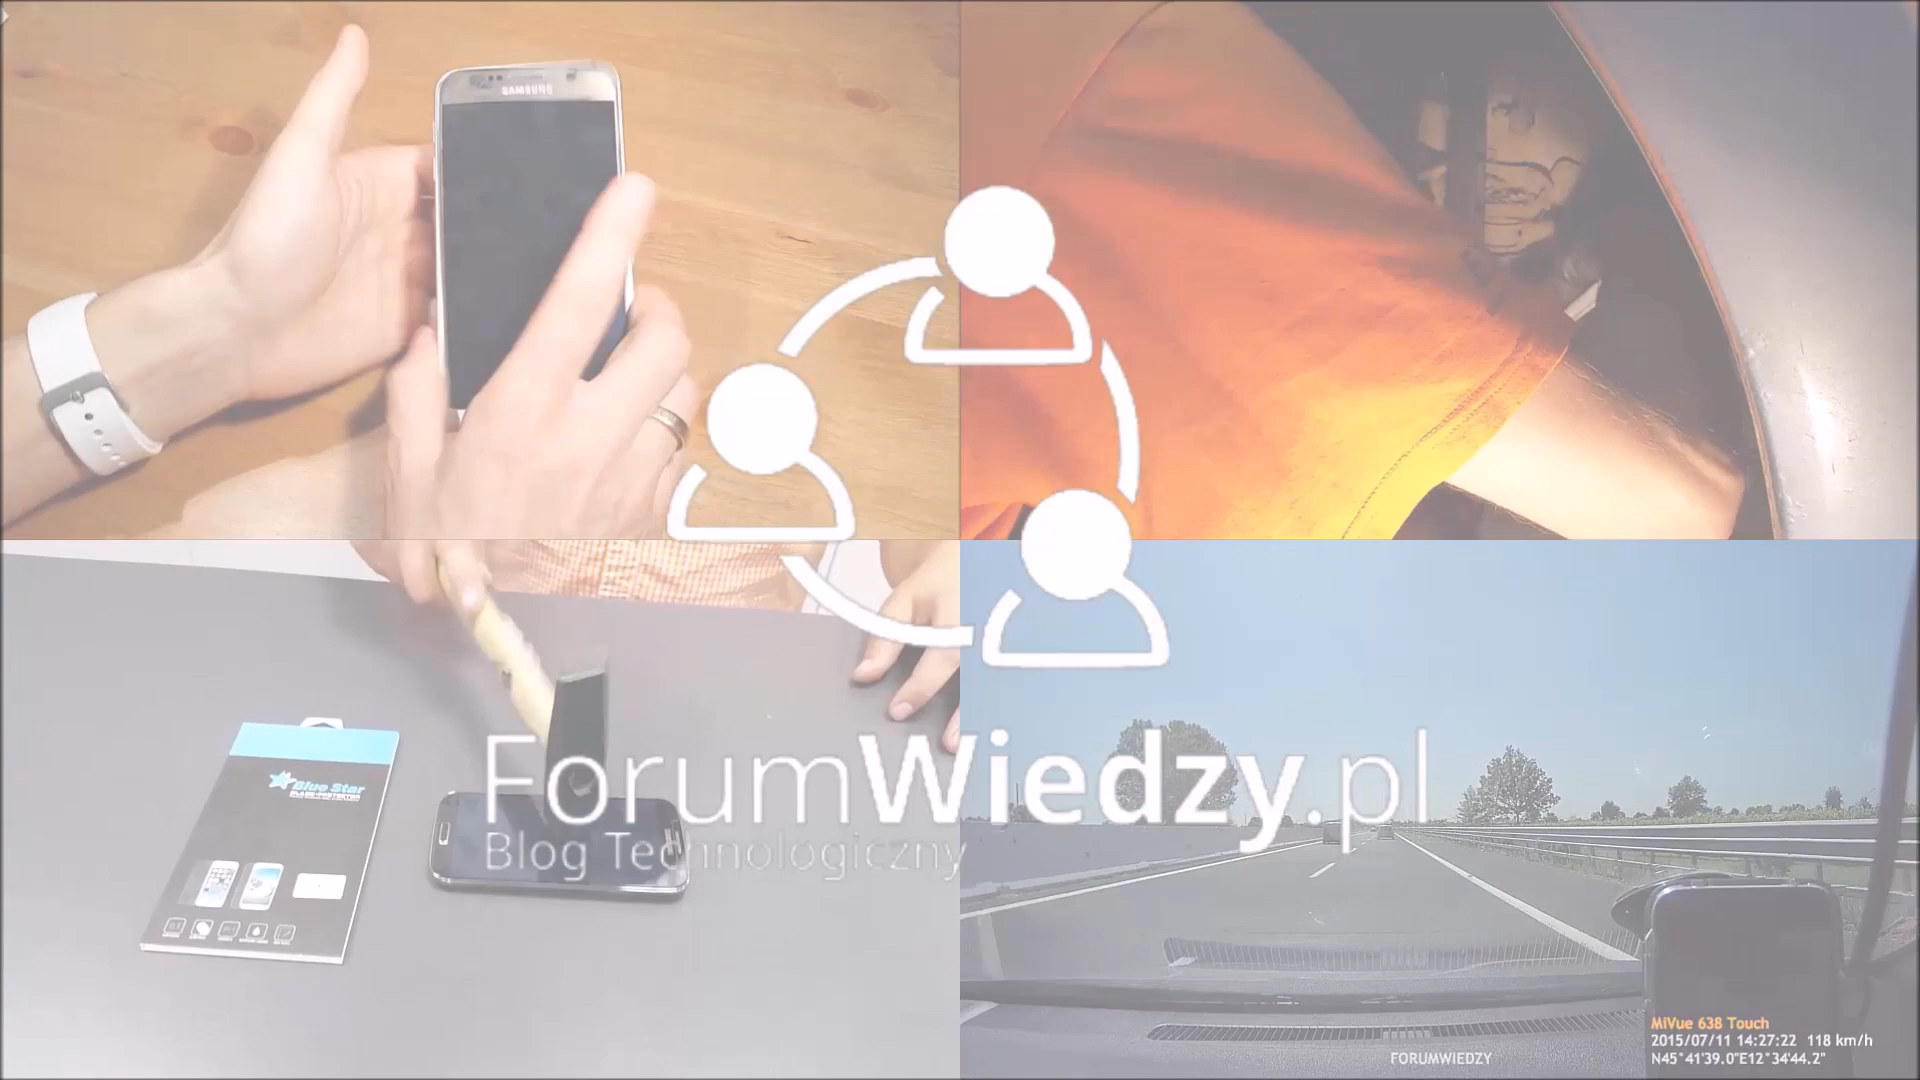 SAMSUNG
ForumWiedzy.pl
Blog Technologiczny
Blue Star
MiVue 638 Touch
2015/07/11 14:27:22 118 km/h
FORUMWIEDZY
N45°41'39.0"E12°34'44.2"